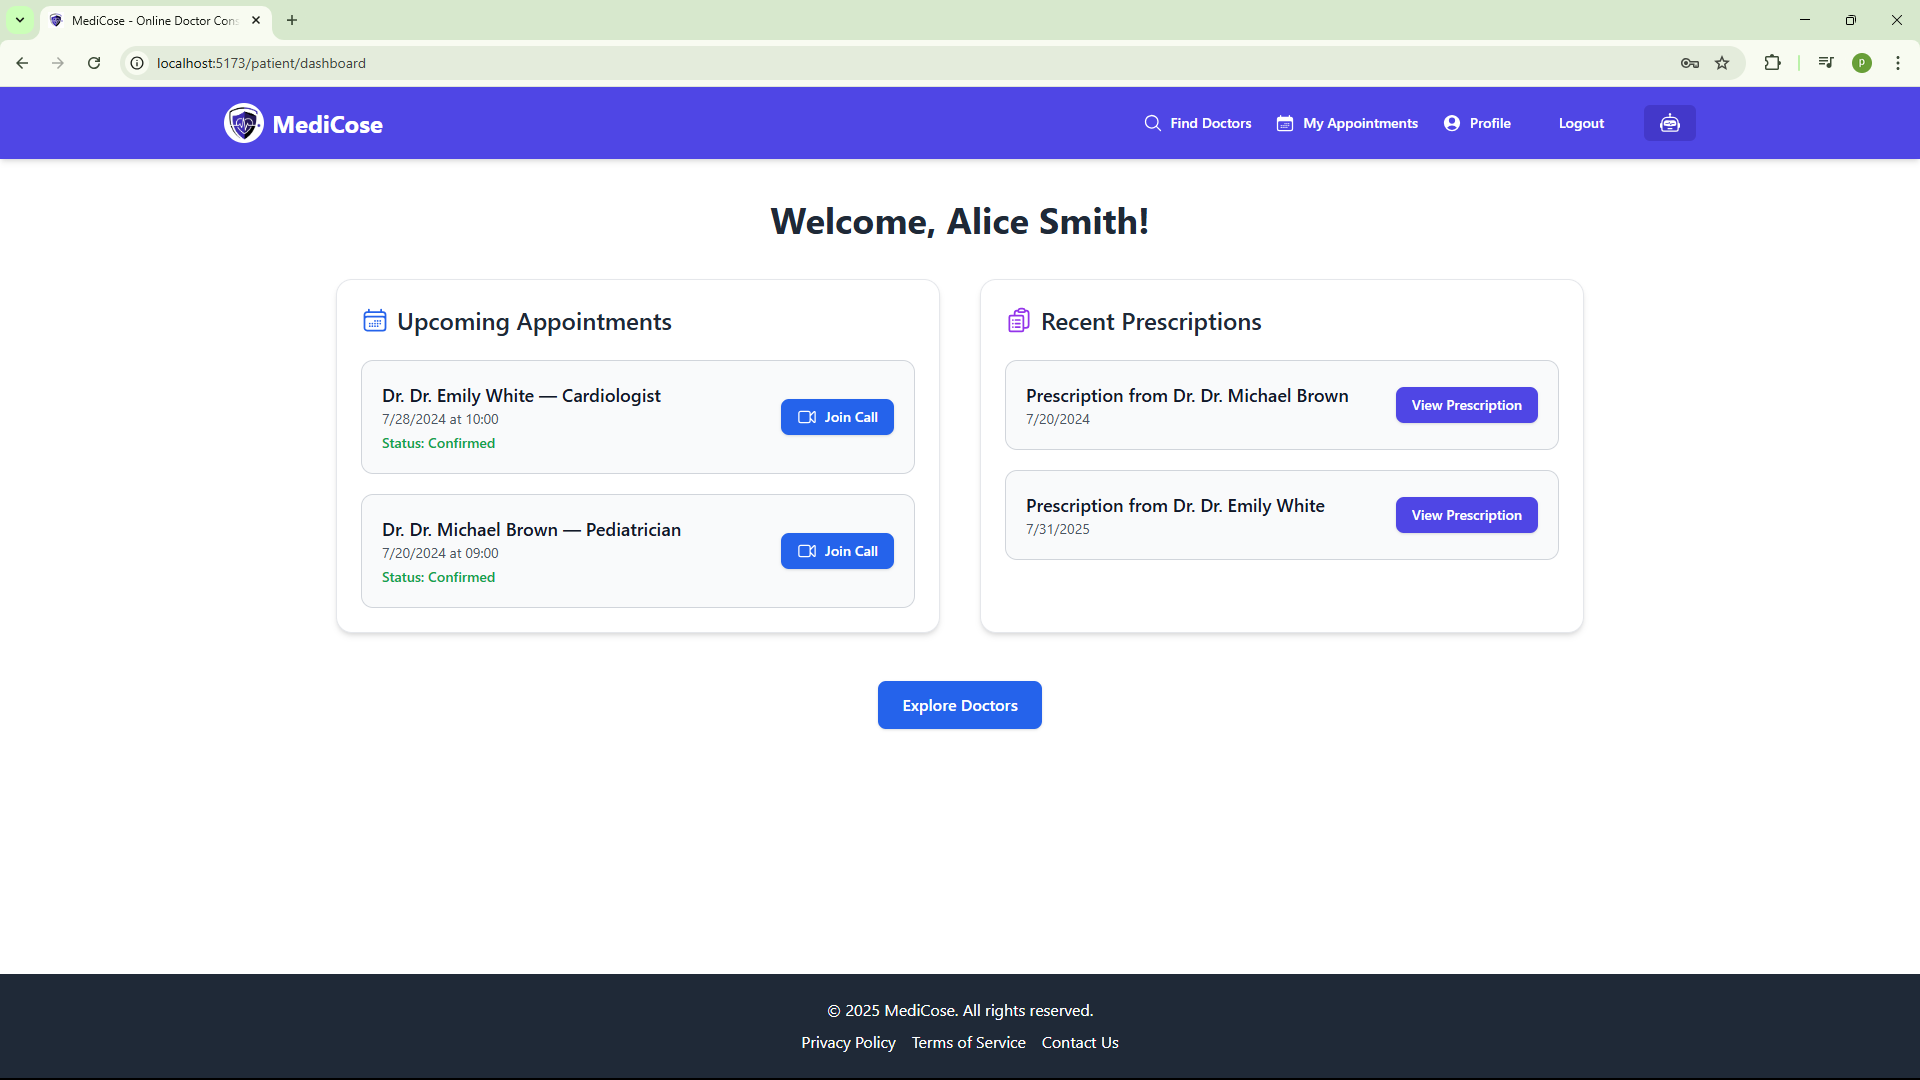 MediCose - Online Doctor Cons
localhost:5173/patient/dashboard
P
MediCose
Find Doctors
My Appointments
Profile
Logout
Welcome, Alice Smith!
Upcoming Appointments
Dr. Dr. Emily White — Cardiologist
7/28/2024 at 10:00
Status: Confirmed
Join Call
Dr. Dr. Michael Brown — Pediatrician
7/20/2024 at 09:00
Status: Confirmed
Join Call
Recent Prescriptions
Prescription from Dr. Dr. Michael Brown
7/20/2024
View Prescription
Prescription from Dr. Dr. Emily White
7/31/2025
View Prescription
Explore Doctors
© 2025 MediCose. All rights reserved.
Privacy Policy Terms of Service Contact Us